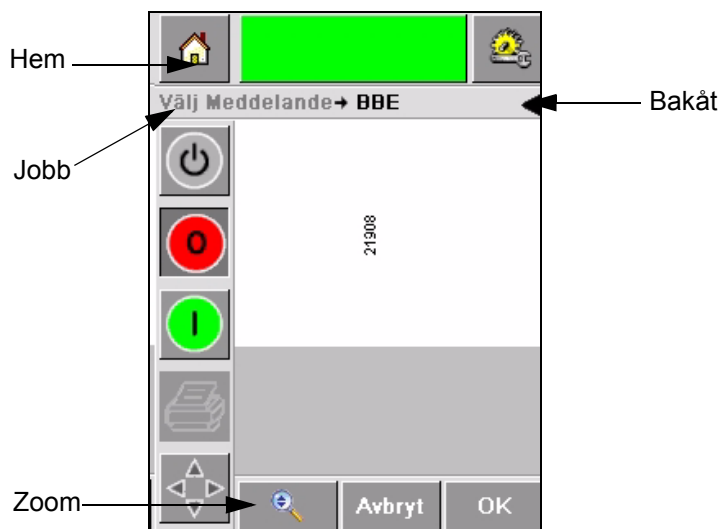 Hem
Välj Meddelande→ BBE
Bakåt
Jobb
O
21908
I
Zoom
Avbryt
OK